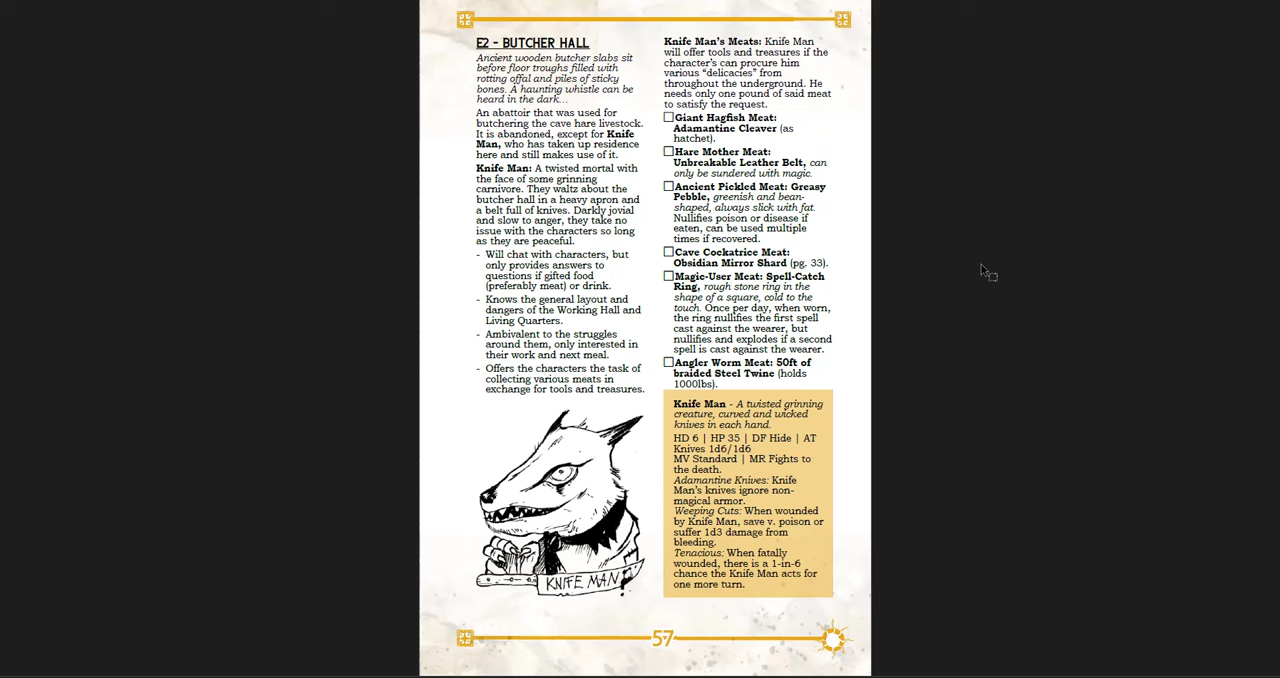 E2 - BUTCHER HALL
Ancient wooden butcher slabs sit
before floor troughs filled with
rotting offal and piles of sticky
bones. A haunting whistle can be
heard in the dark...
An abattoir that was used for
butchering the cave hare livestock.
It is abandoned, except for Knife
Man, who has taken up residence
here and still makes use of it.
Knife Man: A twisted mortal with
the face of some grinning
carnivore. They waltz about the
butcher hall in a heavy apron and
a belt full of knives. Darkly jovial
and slow to anger, they take no
issue with the characters so long
as they are peaceful.
- Will chat with characters, but
only provides answers to
questions if gifted food
(preferably meat) or drink.
- Knows the general layout and
dangers of the Working Hall and
Living Quarters.
- Ambivalent to the struggles
around them, only interested in
their work and next meal.
- Offers the characters the task of
collecting various meats in
exchange for tools and treasures.
KNIFE MAN
Knife Man's Meats: Knife Man
will offer tools and treasures if the
character's can procure him
various "delicacies" from
throughout the underground. He
needs only one pound of said meat
to satisfy the request.
☐ Giant Hagfish Meat:
Adamantine Cleaver (as
hatchet).
☐ Hare Mother Meat:
Unbreakable Leather Belt, can
only be sundered with magic.
☐ Ancient Pickled Meat: Greasy
Pebble, greenish and bean-
shaped, always slick with fat.
Nullifies poison or disease if
eaten, can be used multiple
times if recovered.
☐ Cave Cockatrice Meat:
Obsidian Mirror Shard (pg. 33).
☐ Magic-User Meat: Spell-Catch
Ring, rough stone ring in the
shape of a square, cold to the
touch. Once per day, when worn,
the ring nullifies the first spell
cast against the wearer, but
nullifies and explodes if a second
spell is cast against the wearer.
☐ Angler Worm Meat: 50ft of
braided Steel Twine (holds
1000lbs).
Knife Man - A twisted grinning
creature, curved and wicked
knives in each hand.
HD 6 | HP 35 | DF Hide | AT
Knives 1d6/1d6
MV Standard | MR Fights to
the death.
Adamantine Knives: Knife
Man's knives ignore non-
magical armor.
Weeping Cuts: When wounded
by Knife Man, save v. poison or
suffer 1d3 damage from
bleeding.
Tenacious: When fatally
wounded, there is a 1-in-6
chance the Knife Man acts for
one more turn.
57